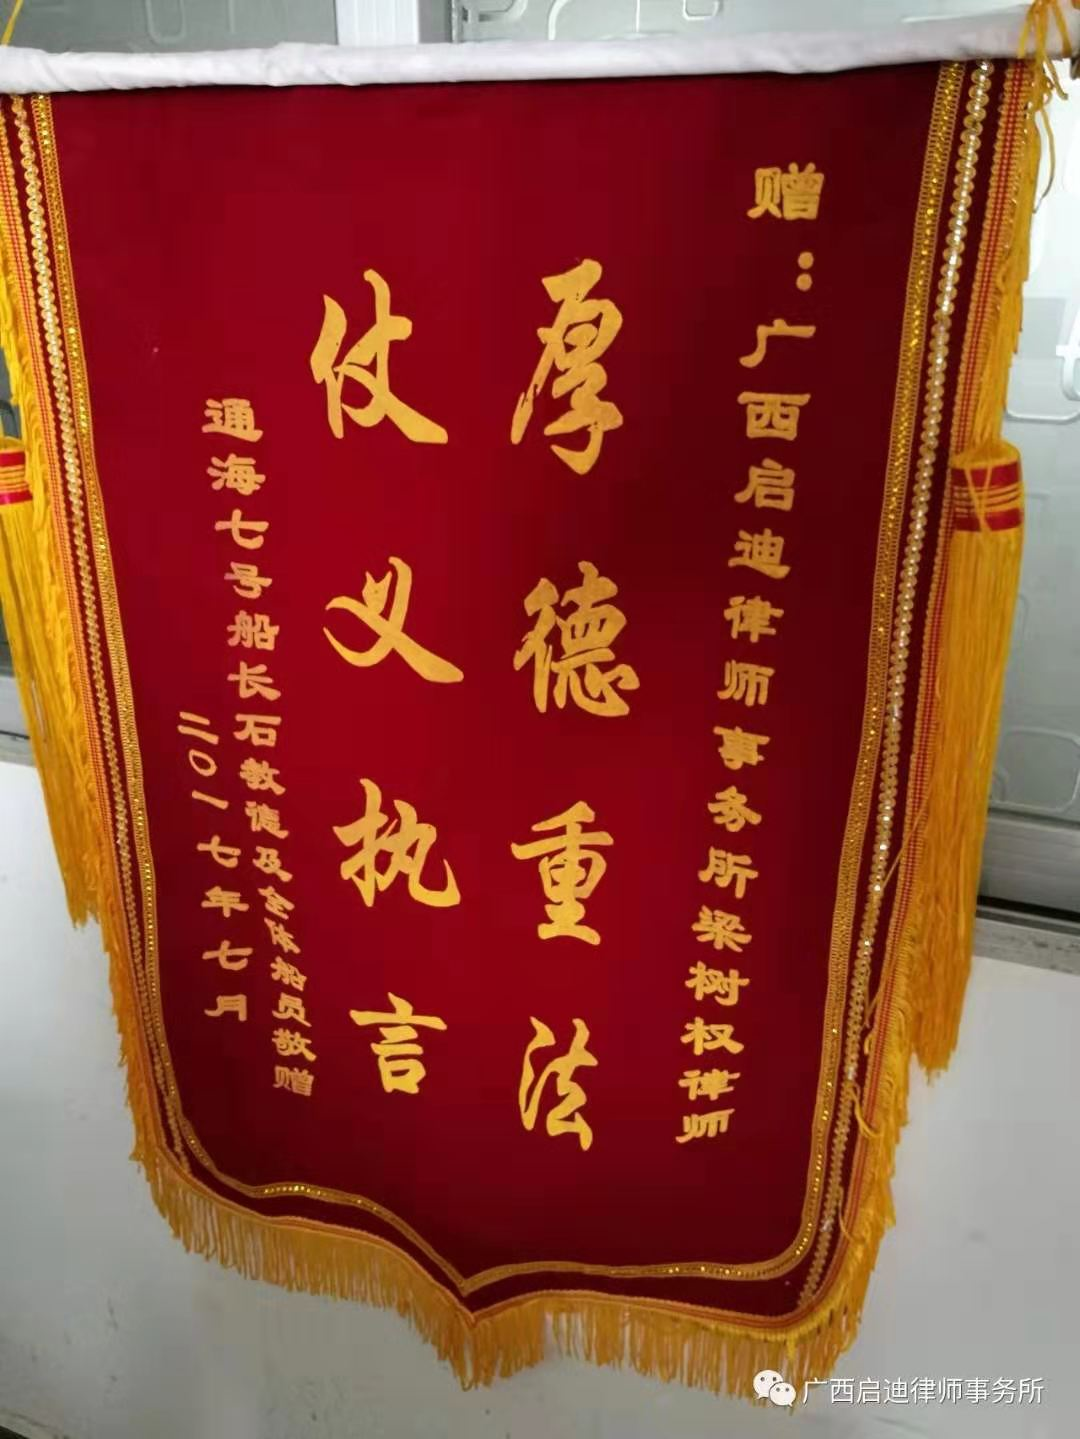 赠：广西启迪律师事务所梁树权律师
厚德重法
仗义执言
通海七号船长石教德及全体船员敬赠
二〇一七年七月
广西启迪律师事务所